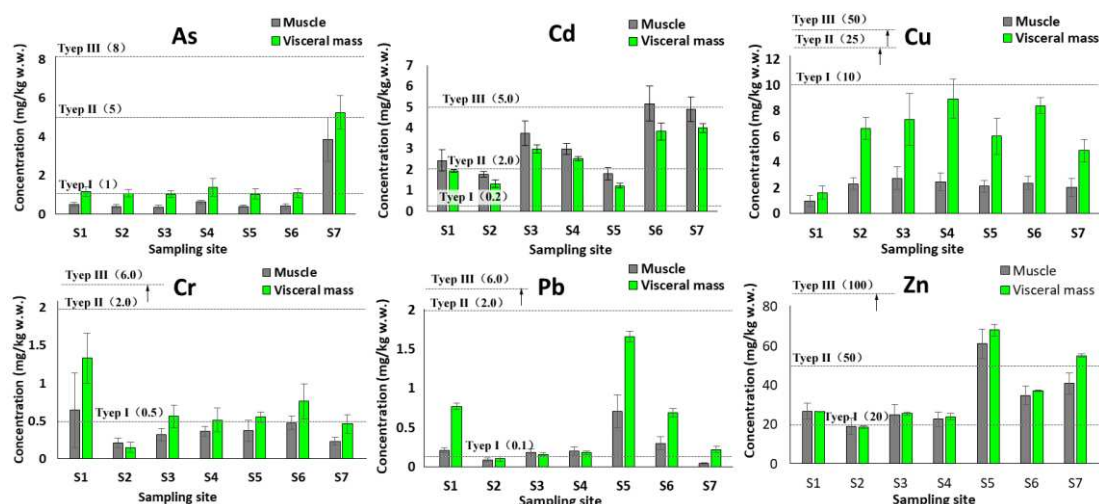 As
Muscle
Visceral mass
Tyep III（8）
Tyep II（5）
Tyep I（1）
Concentration (mg/kg w.w.)
8
6
4
2
0
S1 S2 S3 S4 S5 S6 S7
Sampling site
Cd
Muscle
Visceral mass
Tyep III（5.0）
Tyep II（2.0）
Tyep I（0.2）
Concentration (mg/kg w.w.)
7
6
5
4
3
2
1
0
S1 S2 S3 S4 S5 S6 S7
Sampling site
Tyep III（50）
Tyep II（25）
Cu
Muscle
Visceral mass
Tyep I（10）
Concentration (mg/kg w.w.)
12
10
8
6
4
2
0
S1 S2 S3 S4 S5 S6 S7
Sampling site
Tyep III（6.0）
Cr
Muscle
Visceral mass
Tyep II（2.0）
Tyep I（0.5）
Concentration (mg/kg w.w.)
2
1.5
1
0.5
0
S1 S2 S3 S4 S5 S6 S7
Sampling site
Tyep III（6.0）
Pb
Muscle
Visceral mass
Tyep II（2.0）
Tyep I（0.1）
Concentration (mg/kg w.w.)
2
1.5
1
0.5
0
S1 S2 S3 S4 S5 S6 S7
Sampling site
Tyep III（100）
Zn
Muscle
Visceral mass
Tyep II（50）
Tyep I（20）
Concentration (mg/kg w.w.)
80
60
40
20
0
S1 S2 S3 S4 S5 S6 S7
Sampling site